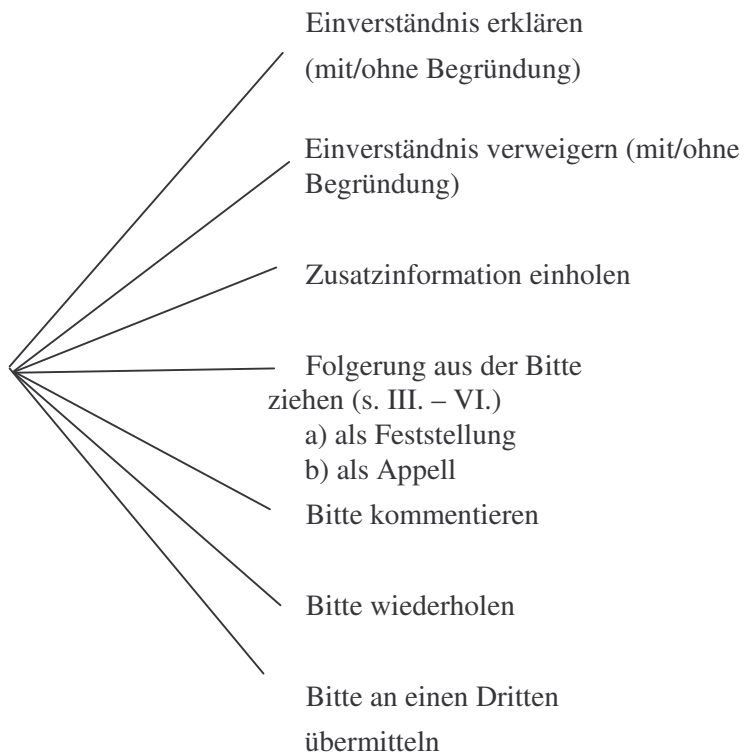 Einverständnis erklären
(mit/ohne Begründung)
Einverständnis verweigern (mit/ohne
Begründung)
Zusatzinformation einholen
Folgerung aus der Bitte
ziehen (s. III. – VI.)
a) als Feststellung
b) als Appell
Bitte kommentieren
Bitte wiederholen
Bitte an einen Dritten
übermitteln